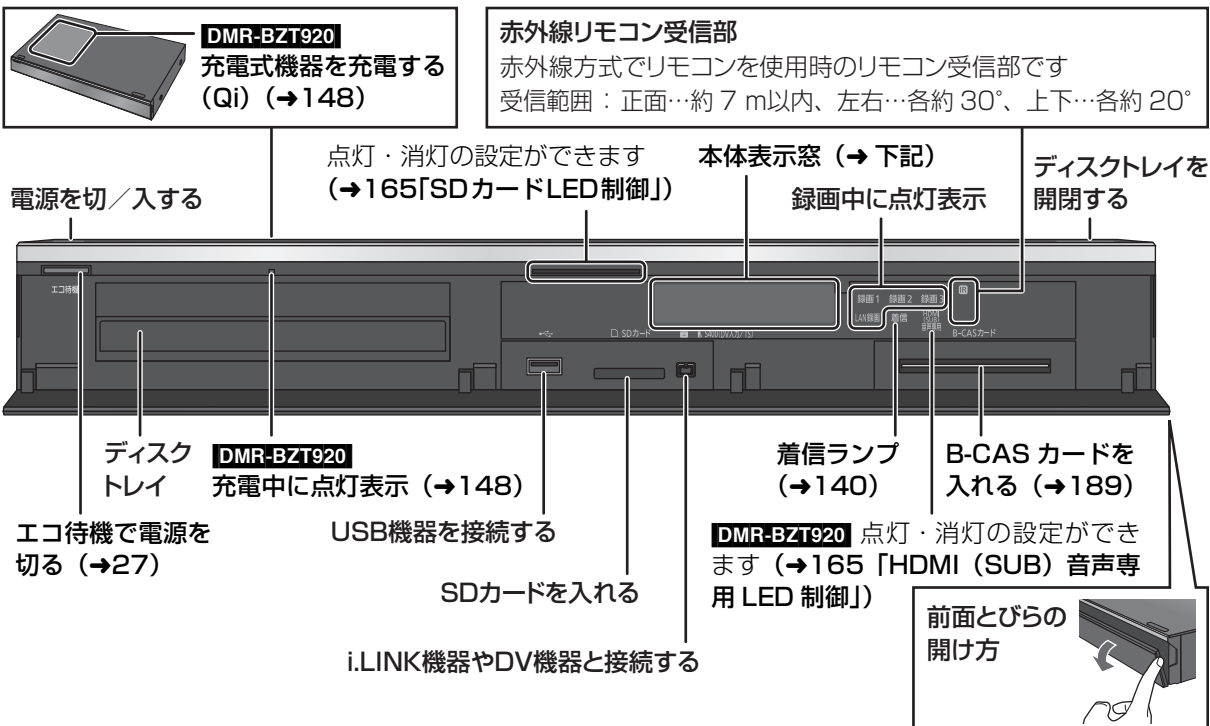 DMR-BZT920
充電式機器を充電する
(Qi)（➜148）
赤外線リモコン受信部
赤外線方式でリモコンを使用時のリモコン受信部です
受信範囲：正面…約 7 m以内、左右…各約 30°、上下…各約 20°
点灯・消灯の設定ができます
（➜165「SDカードLED制御」）
本体表示窓（➜ 下記）
録画中に点灯表示
ディスクトレイを
開閉する
電源を切／入する
エコ待機
録画1 録画2 録画3
LAN録画 着信 HDMI
(SUB)
音声専用
SDカード
S400(DV入力/TS)
B-CASカード
ディスク
トレイ
DMR-BZT920
充電中に点灯表示（➜148）
エコ待機で電源を
切る（➜27）
USB機器を接続する
SDカードを入れる
i.LINK機器やDV機器と接続する
着信ランプ
（➜140）
B-CAS カードを
入れる（➜189）
DMR-BZT920 点灯・消灯の設定ができ
ます（➜165「HDMI（SUB）音声専
用 LED 制御」）
前面とびらの
開け方